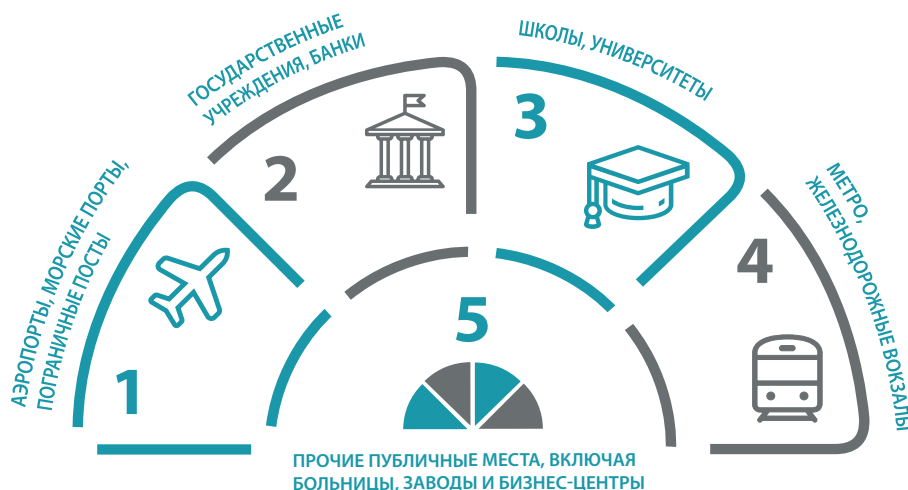 АЭРОПОРТЫ, МОРСКИЕ ПОРТЫ,
ПОГРАНИЧНЫЕ ПОСТЫ
1
ГОСУДАРСТВЕННЫЕ
УЧРЕЖДЕНИЯ, БАНКИ
2
ШКОЛЫ, УНИВЕРСИТЕТЫ
3
МЕТРО,
ЖЕЛЕЗНОДОРОЖНЫЕ ВОКЗАЛЫ
4
5
ПРОЧИЕ ПУБЛИЧНЫЕ МЕСТА, ВКЛЮЧАЯ
БОЛЬНИЦЫ, ЗАВОДЫ И БИЗНЕС-ЦЕНТРЫ